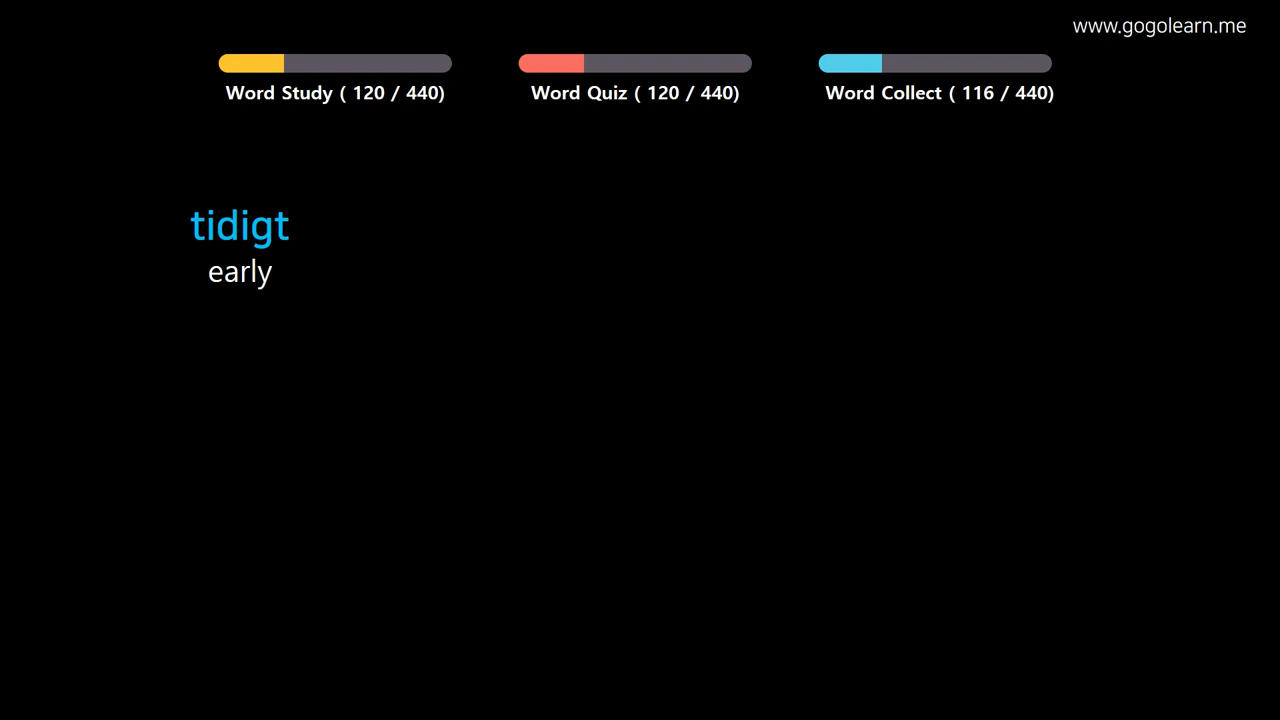 www.gogolearn.me
Word Study ( 120 / 440)
Word Quiz ( 120 / 440)
Word Collect ( 116 / 440)
tidigt
early